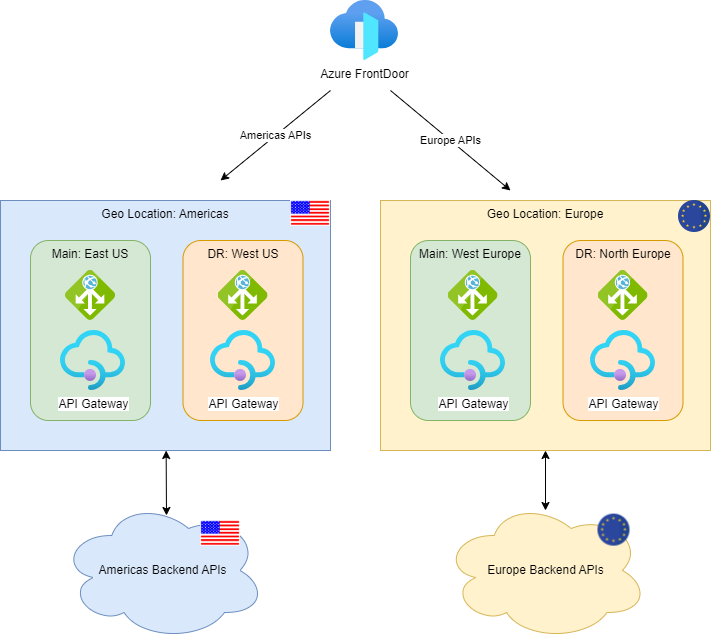 Azure FrontDoor
Americas APIs
Europe APIs
Geo Location: Americas
Geo Location: Europe
Main: East US
DR: West US
Main: West Europe
DR: North Europe
API Gateway
API Gateway
API Gateway
API Gateway
Americas Backend APIs
Europe Backend APIs